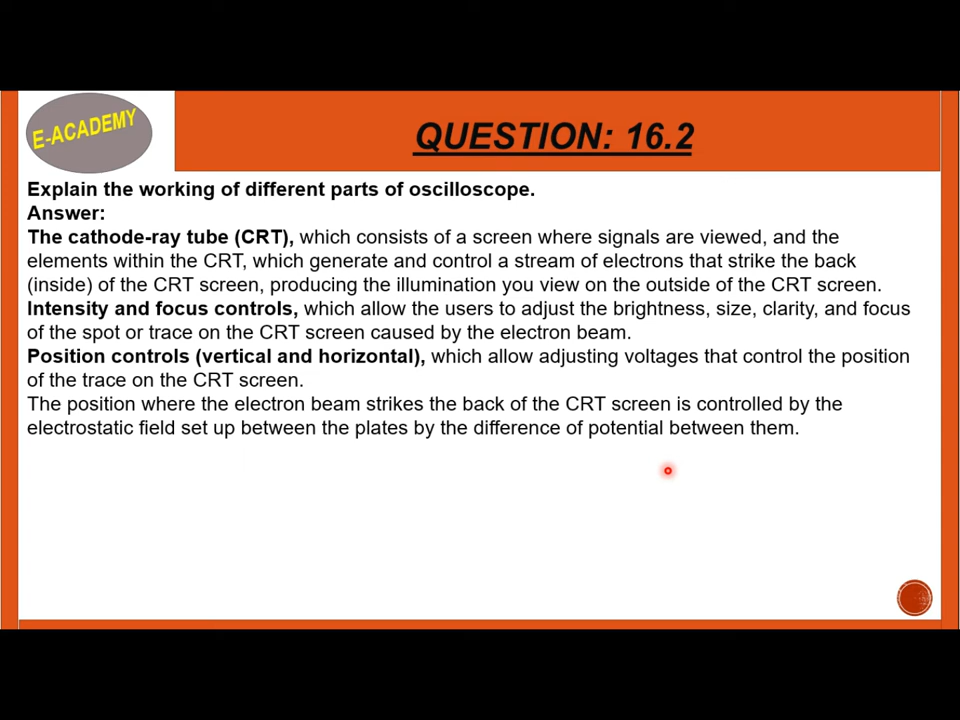 E-ACADEMY
QUESTION: 16.2
Explain the working of different parts of oscilloscope.
Answer:
The cathode-ray tube (CRT), which consists of a screen where signals are viewed, and the
elements within the CRT, which generate and control a stream of electrons that strike the back
(inside) of the CRT screen, producing the illumination you view on the outside of the CRT screen.
Intensity and focus controls, which allow the users to adjust the brightness, size, clarity, and focus
of the spot or trace on the CRT screen caused by the electron beam.
Position controls (vertical and horizontal), which allow adjusting voltages that control the position
of the trace on the CRT screen.
The position where the electron beam strikes the back of the CRT screen is controlled by the
electrostatic field set up between the plates by the difference of potential between them.